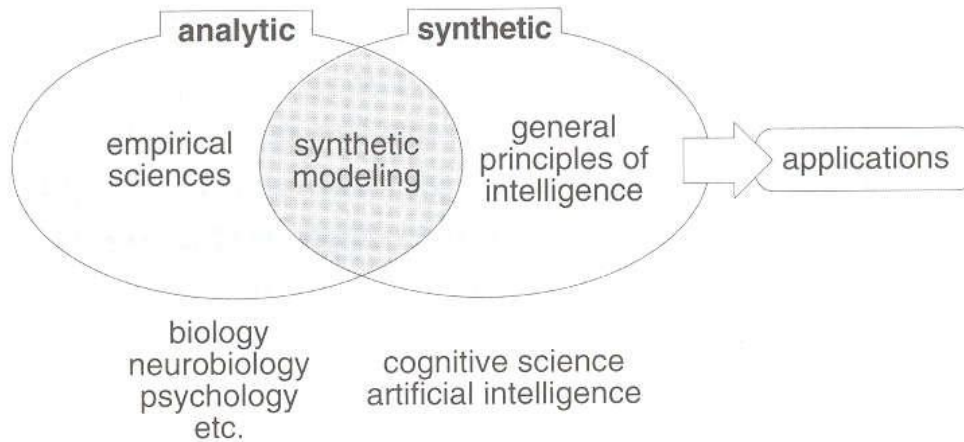 analytic
synthetic
empirical
sciences
synthetic
modeling
general
principles of
intelligence
applications
biology
neurobiology
psychology
etc.
cognitive science
artificial intelligence